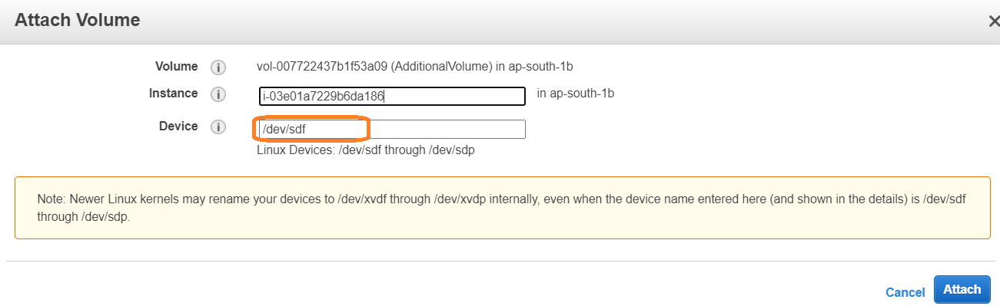 Attach Volume
Volume vol-007722437b1f53a09 (AdditionalVolume) in ap-south-1b
Instance i-03e01a7229b6da186 in ap-south-1b
Device /dev/sdf
Linux Devices: /dev/sdf through /dev/sdp
Note: Newer Linux kernels may rename your devices to /dev/xvdf through /dev/xvdp internally, even when the device name entered here (and shown in the details) is /dev/sdf
through /dev/sdp.
Cancel Attach